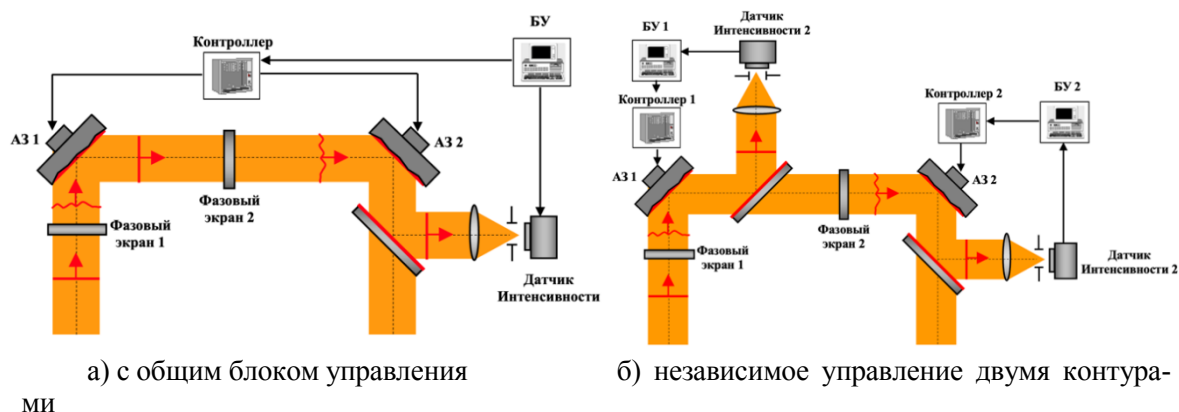 БУ
Контроллер
АЗ 1
АЗ 2
Фазовый
экран 2
Фазовый
экран 1
Датчик
Интенсивности
Датчик
Интенсивности 2
БУ 1
Контроллер 1
Контроллер 2
БУ 2
АЗ 1
АЗ 2
Фазовый
экран 1
Фазовый
экран 2
Датчик
Интенсивности 2
а) с общим блоком управления
б) независимое управление двумя контура-
ми